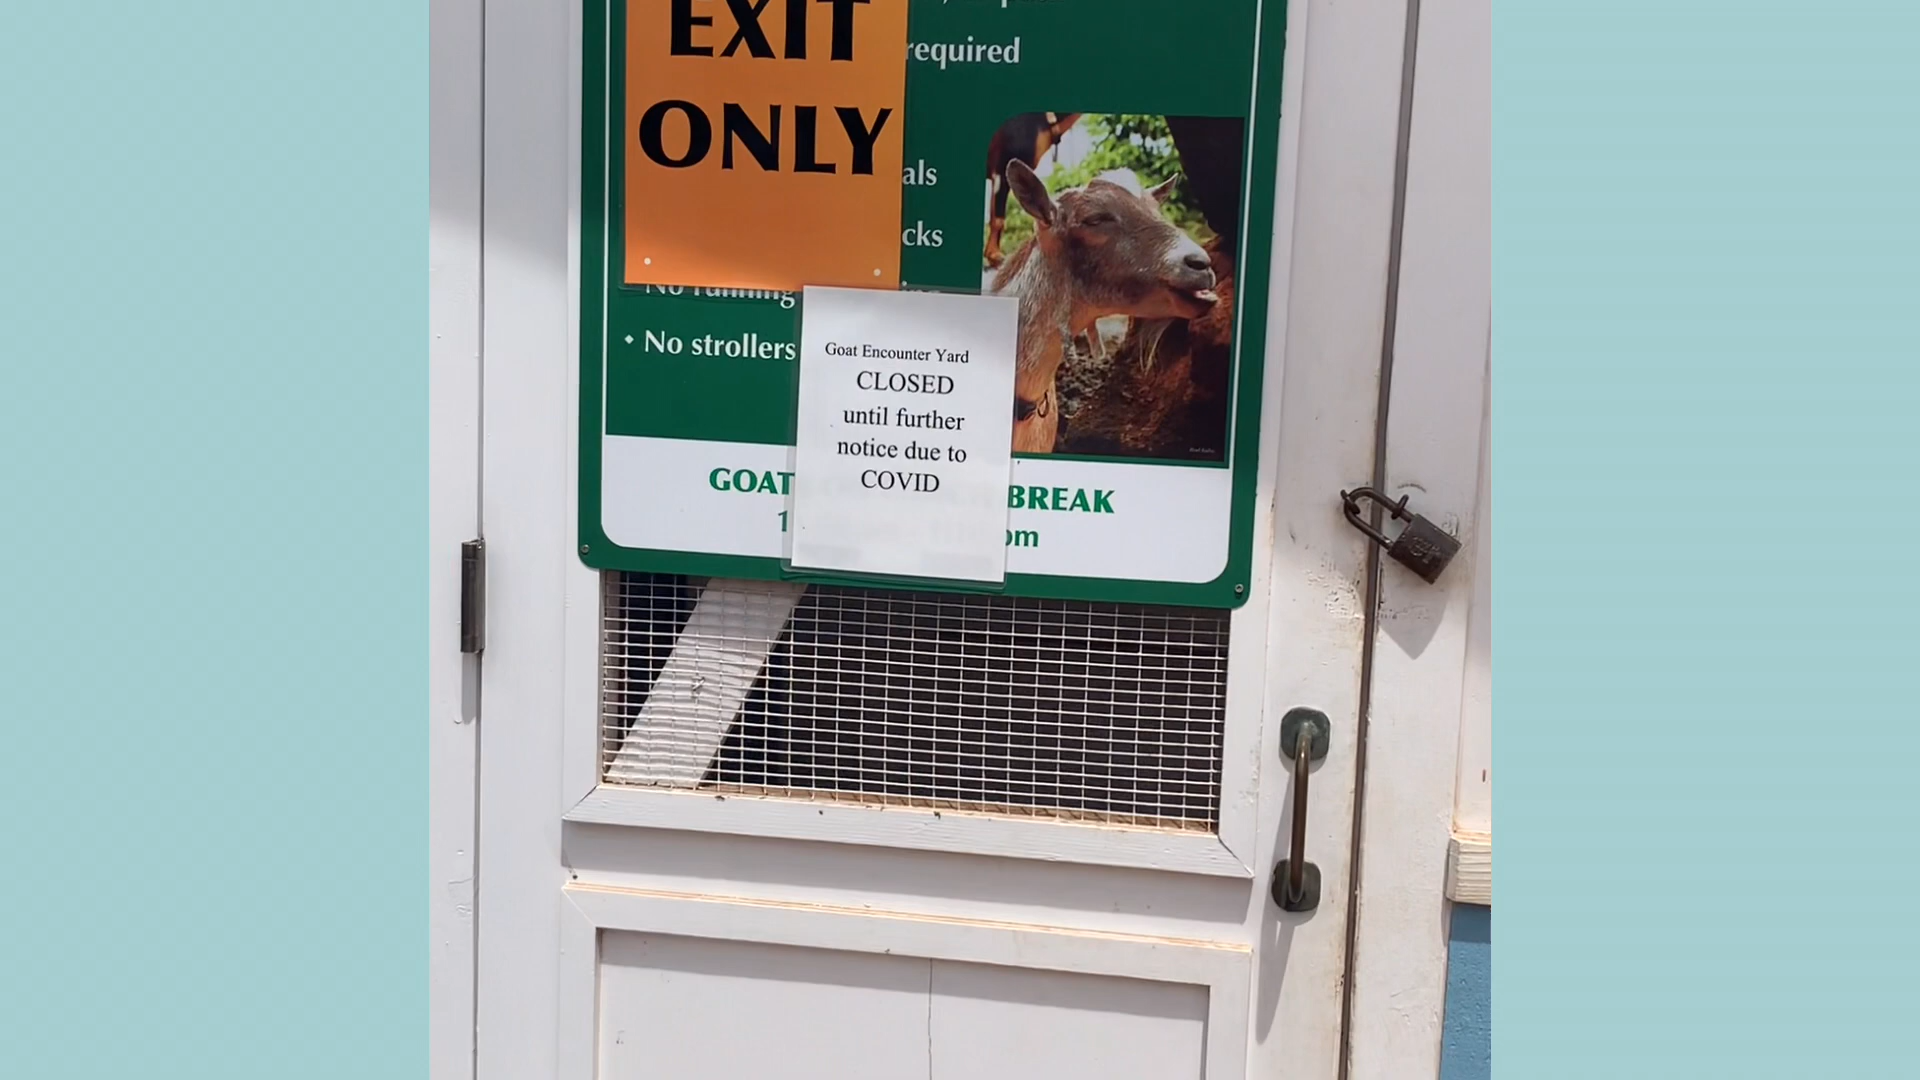 EXIT
ONLY
required
als
cks
No running
• No strollers
Goat Encounter Yard
CLOSED
until further
notice due to
COVID
GOAT BREAK
1 om